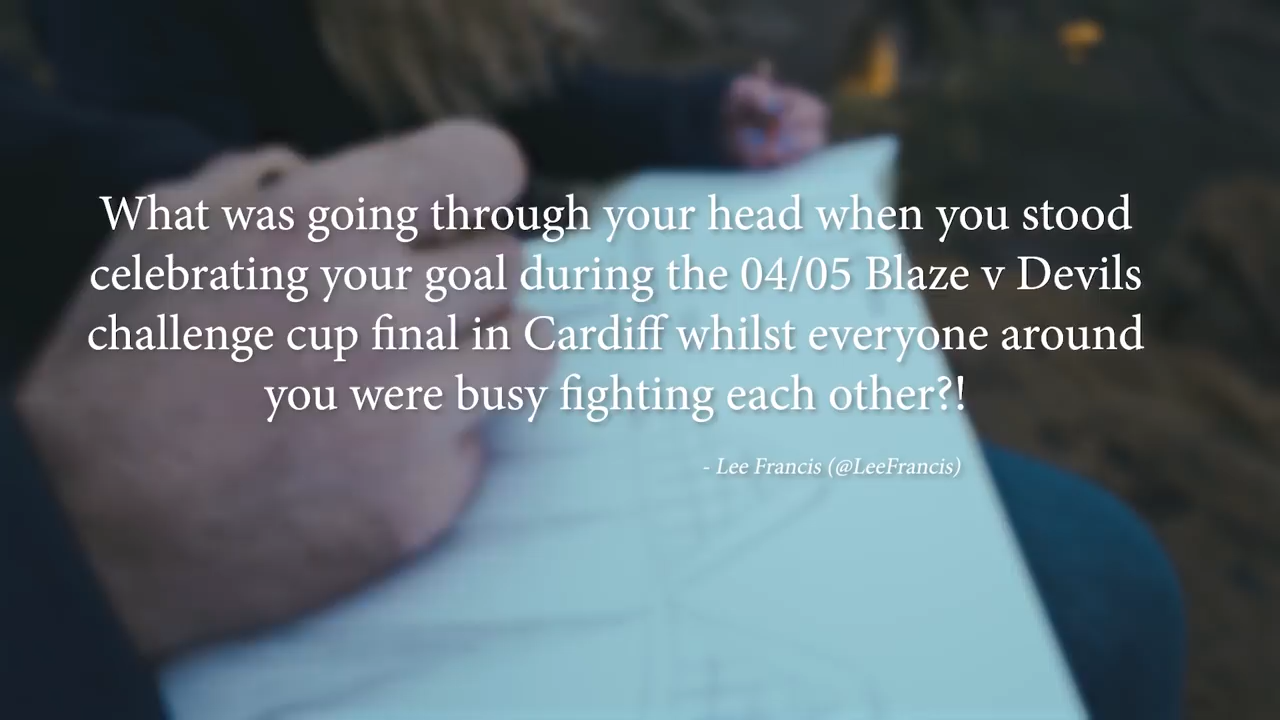 What was going through your head when you stood
celebrating your goal during the 04/05 Blaze v Devils
challenge cup final in Cardiff whilst everyone around
you were busy fighting each other?!
- Lee Francis (@LeeFrancis)